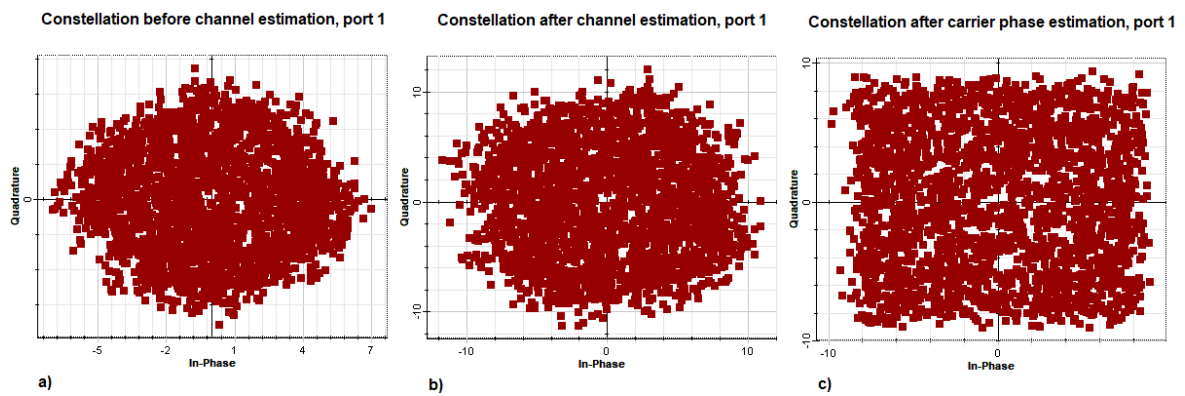 Constellation before channel estimation, port 1
Quadrature
0
-5
-2
1
4
7
In-Phase
a)
Constellation after channel estimation, port 1
Quadrature
10
0
-10
-10
0
10
In-Phase
b)
Constellation after carrier phase estimation, port 1
Quadrature
10
0
-10
-10
0
In-Phase
c)